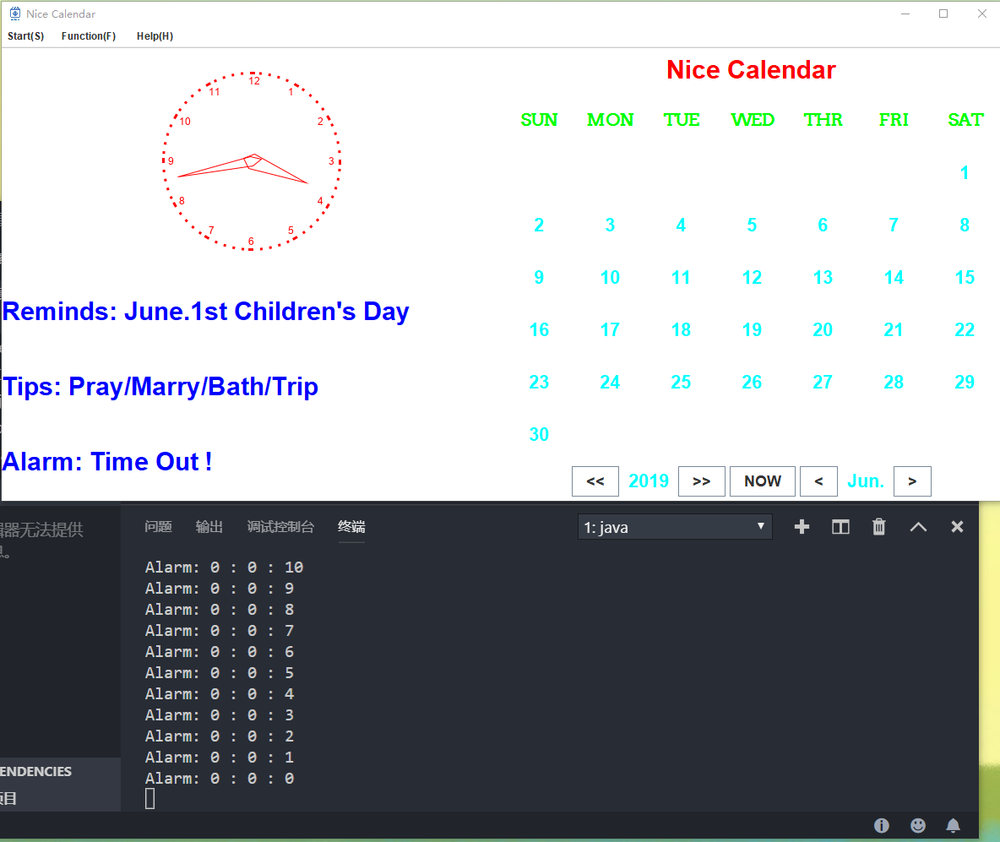 Nice Calendar
Start(S) Function(F) Help(H)
12
11 1
10 2
9 3
8 4
7 5
6
Reminds: June.1st Children's Day
Tips: Pray/Marry/Bath/Trip
Alarm: Time Out !
Nice Calendar
SUN MON TUE WED THR FRI SAT
1
2 3 4 5 6 7 8
9 10 11 12 13 14 15
16 17 18 19 20 21 22
23 24 25 26 27 28 29
30
<< 2019 >> NOW < Jun. >
器无法提供
问题 输出 调试控制台 终端
1: java
Alarm: 0 : 0 : 10
Alarm: 0 : 0 : 9
Alarm: 0 : 0 : 8
Alarm: 0 : 0 : 7
Alarm: 0 : 0 : 6
Alarm: 0 : 0 : 5
Alarm: 0 : 0 : 4
Alarm: 0 : 0 : 3
Alarm: 0 : 0 : 2
Alarm: 0 : 0 : 1
Alarm: 0 : 0 : 0
ENDENCIES
目